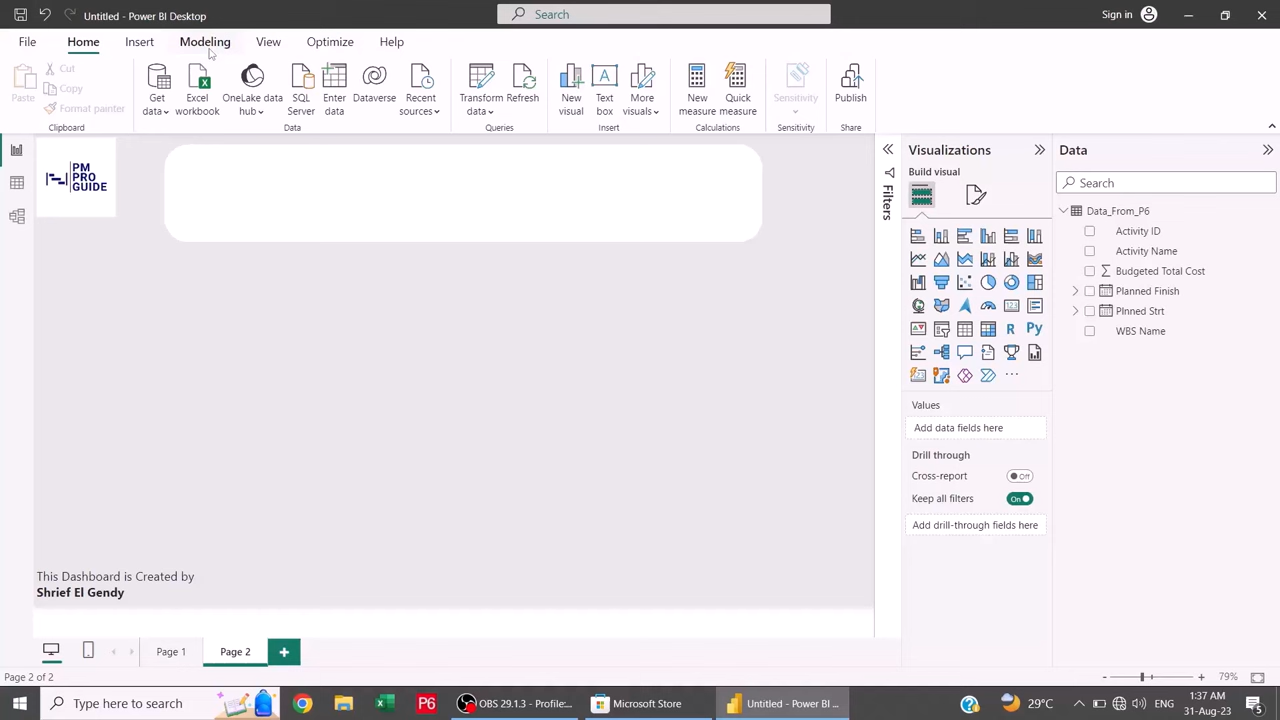 Untitled - Power BI Desktop
Search
Sign in
File
Home
Insert
Modeling
View
Optimize
Help
Paste
Cut
Copy
Format painter
Clipboard
Get data
Excel workbook
OneLake data hub
SQL Server
Enter data
Dataverse
Recent sources
Data
Transform data
Refresh
Queries
New visual
Text box
More visuals
Insert
New measure
Quick measure
Calculations
Sensitivity
Sensitivity
Publish
Share
PM
PRO
GUIDE
Filters
Visualizations
Build visual
R
Py
123
Values
Add data fields here
Drill through
Cross-report
Off
Keep all filters
On
Add drill-through fields here
Data
Search
Data_From_P6
Activity ID
Activity Name
Budgeted Total Cost
Planned Finish
Plnned Strt
WBS Name
This Dashboard is Created by
Shrief El Gendy
Page 1
Page 2
Page 2 of 2
79%
Type here to search
P6
OBS 29.1.3 - Profile:...
Microsoft Store
Untitled - Power BI ...
29°C
ENG
1:37 AM
31-Aug-23
5